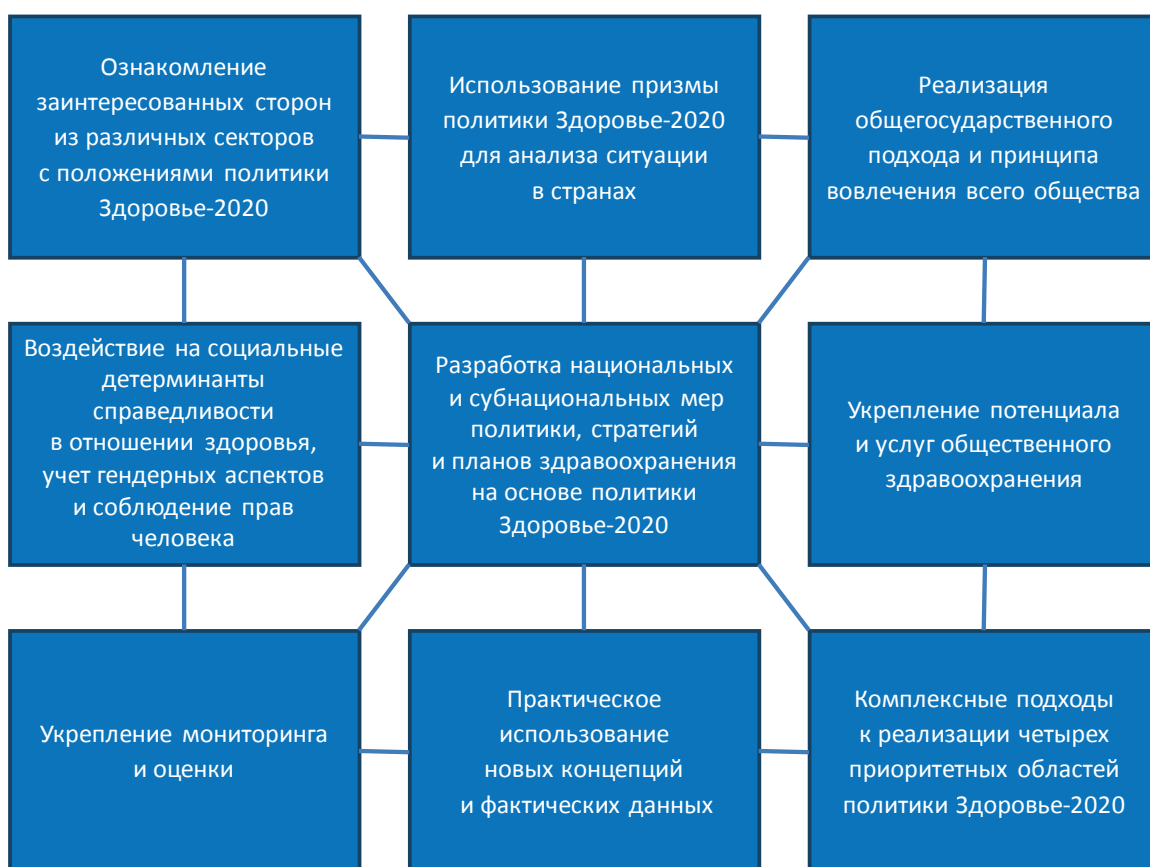 Ознакомление
заинтересованных сторон
из различных секторов
с положениями политики
Здоровье-2020
Использование призмы
политики Здоровье-2020
для анализа ситуации
в странах
Реализация
общегосударственного
подхода и принципа
вовлечения всего общества
Воздействие на социальные
детерминанты
справедливости
в отношении здоровья,
учет гендерных аспектов
и соблюдение прав
человека
Разработка национальных
и субнациональных мер
политики, стратегий
и планов здравоохранения
на основе политики
Здоровье-2020
Укрепление потенциала
и услуг общественного
здравоохранения
Укрепление мониторинга
и оценки
Практическое
использование
новых концепций
и фактических данных
Комплексные подходы
к реализации четырех
приоритетных областей
политики Здоровье-2020